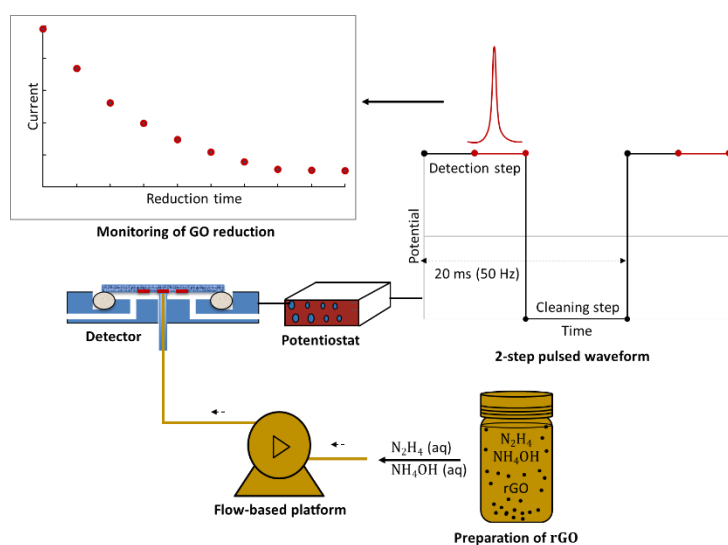 Current
Reduction time
Monitoring of GO reduction
Detection step
Potential
20 ms (50 Hz)
Cleaning step
Time
2-step pulsed waveform
Detector
Potentiostat
N₂H₄ (aq)
NH₄OH (aq)
Flow-based platform
N₂H₄
NH₄OH
rGO
Preparation of rGO